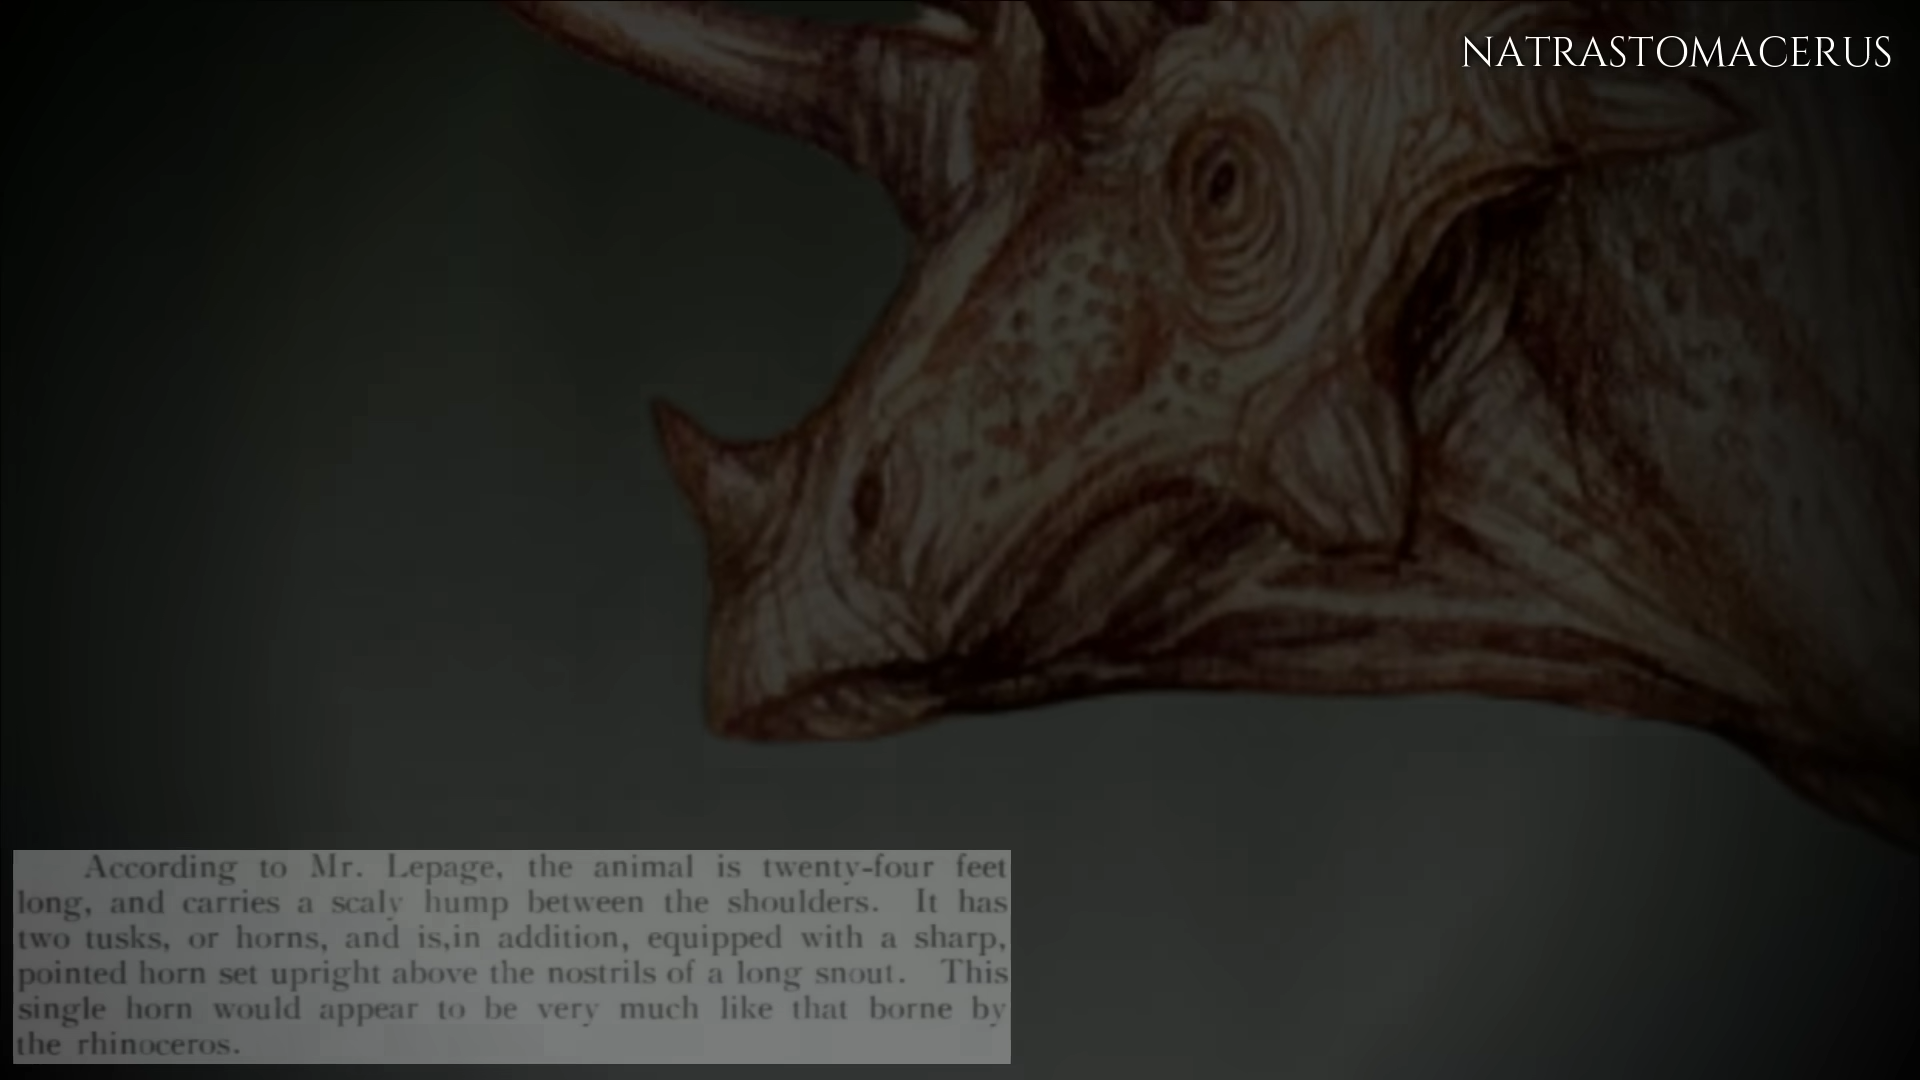 NATRASTOMACERUS
According to Mr. Lepage, the animal is twenty-four feet
long, and carries a scaly hump between the shoulders. It has
two tusks, or horns, and is,in addition, equipped with a sharp,
pointed horn set upright above the nostrils of a long snout. This
single horn would appear to be very much like that borne by
the rhinoceros.